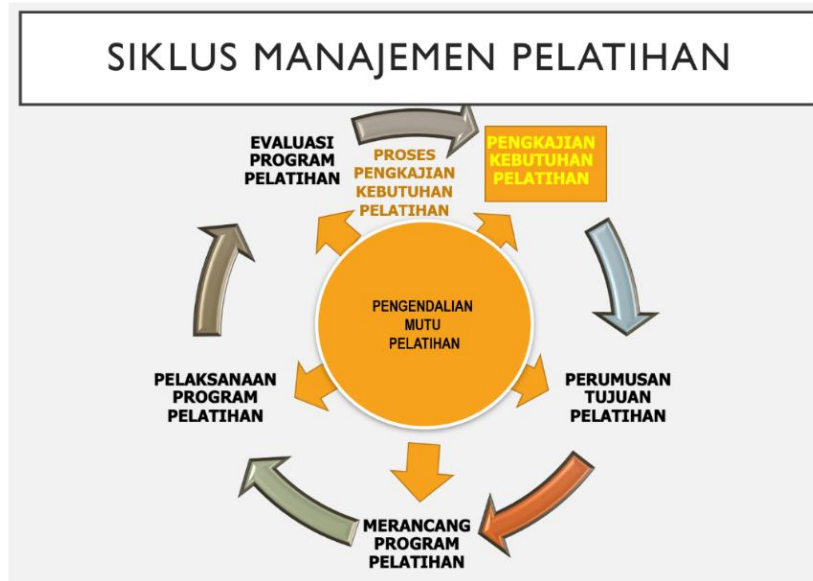 SIKLUS MANAJEMEN PELATIHAN
EVALUASI
PROGRAM
PELATIHAN
PROSES
PENGKAJIAN
KEBUTUHAN
PELATIHAN
PENGKAJIAN
KEBUTUHAN
PELATIHAN
PENGENDALIAN
MUTU
PELATIHAN
PELAKSANAAN
PROGRAM
PELATIHAN
PERUMUSAN
TUJUAN
PELATIHAN
MERANCANG
PROGRAM
PELATIHAN